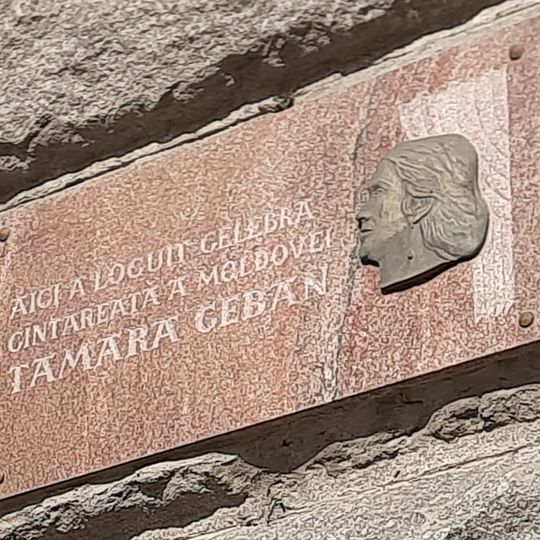 AICI A LOCUIT CELEBRA
CÎNTĂREAȚĂ A MOLDOVEI
TAMARA CEBAN